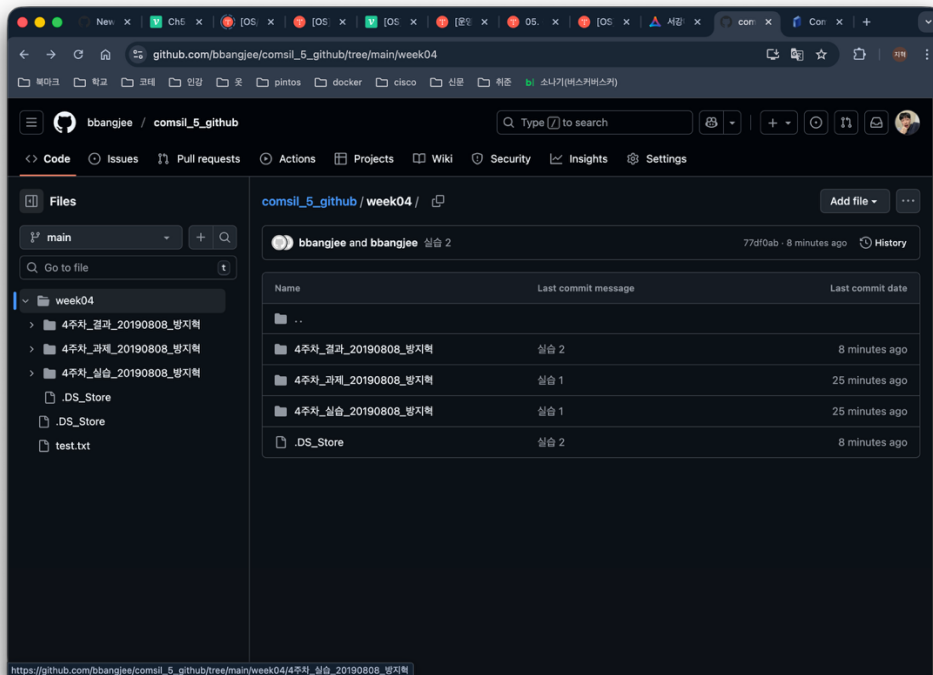 New
Ch5
[OS,
[OS
[OS
[운영
05.
[OS
서강
com
Con
github.com/bbangjee/comsil_5_github/tree/main/week04
지혁
북마크 학교 코테 인강 옷 pintos docker cisco 신문 취준 소나기(버스커버스커)
bbangjee / comsil_5_github
Type / to search
Code Issues Pull requests Actions Projects Wiki Security Insights Settings
Files
main
Go to file
t
week04
4주차_결과_20190808_방지혁
4주차_과제_20190808_방지혁
4주차_실습_20190808_방지혁
.DS_Store
.DS_Store
test.txt
comsil_5_github / week04 /
Add file
bbangjee and bbangjee 실습 2
77df0ab · 8 minutes ago History
Name Last commit message Last commit date
..
4주차_결과_20190808_방지혁 실습 2 8 minutes ago
4주차_과제_20190808_방지혁 실습 1 25 minutes ago
4주차_실습_20190808_방지혁 실습 1 25 minutes ago
.DS_Store 실습 2 8 minutes ago
https://github.com/bbangjee/comsil_5_github/tree/main/week04/4주차_실습_20190808_방지혁